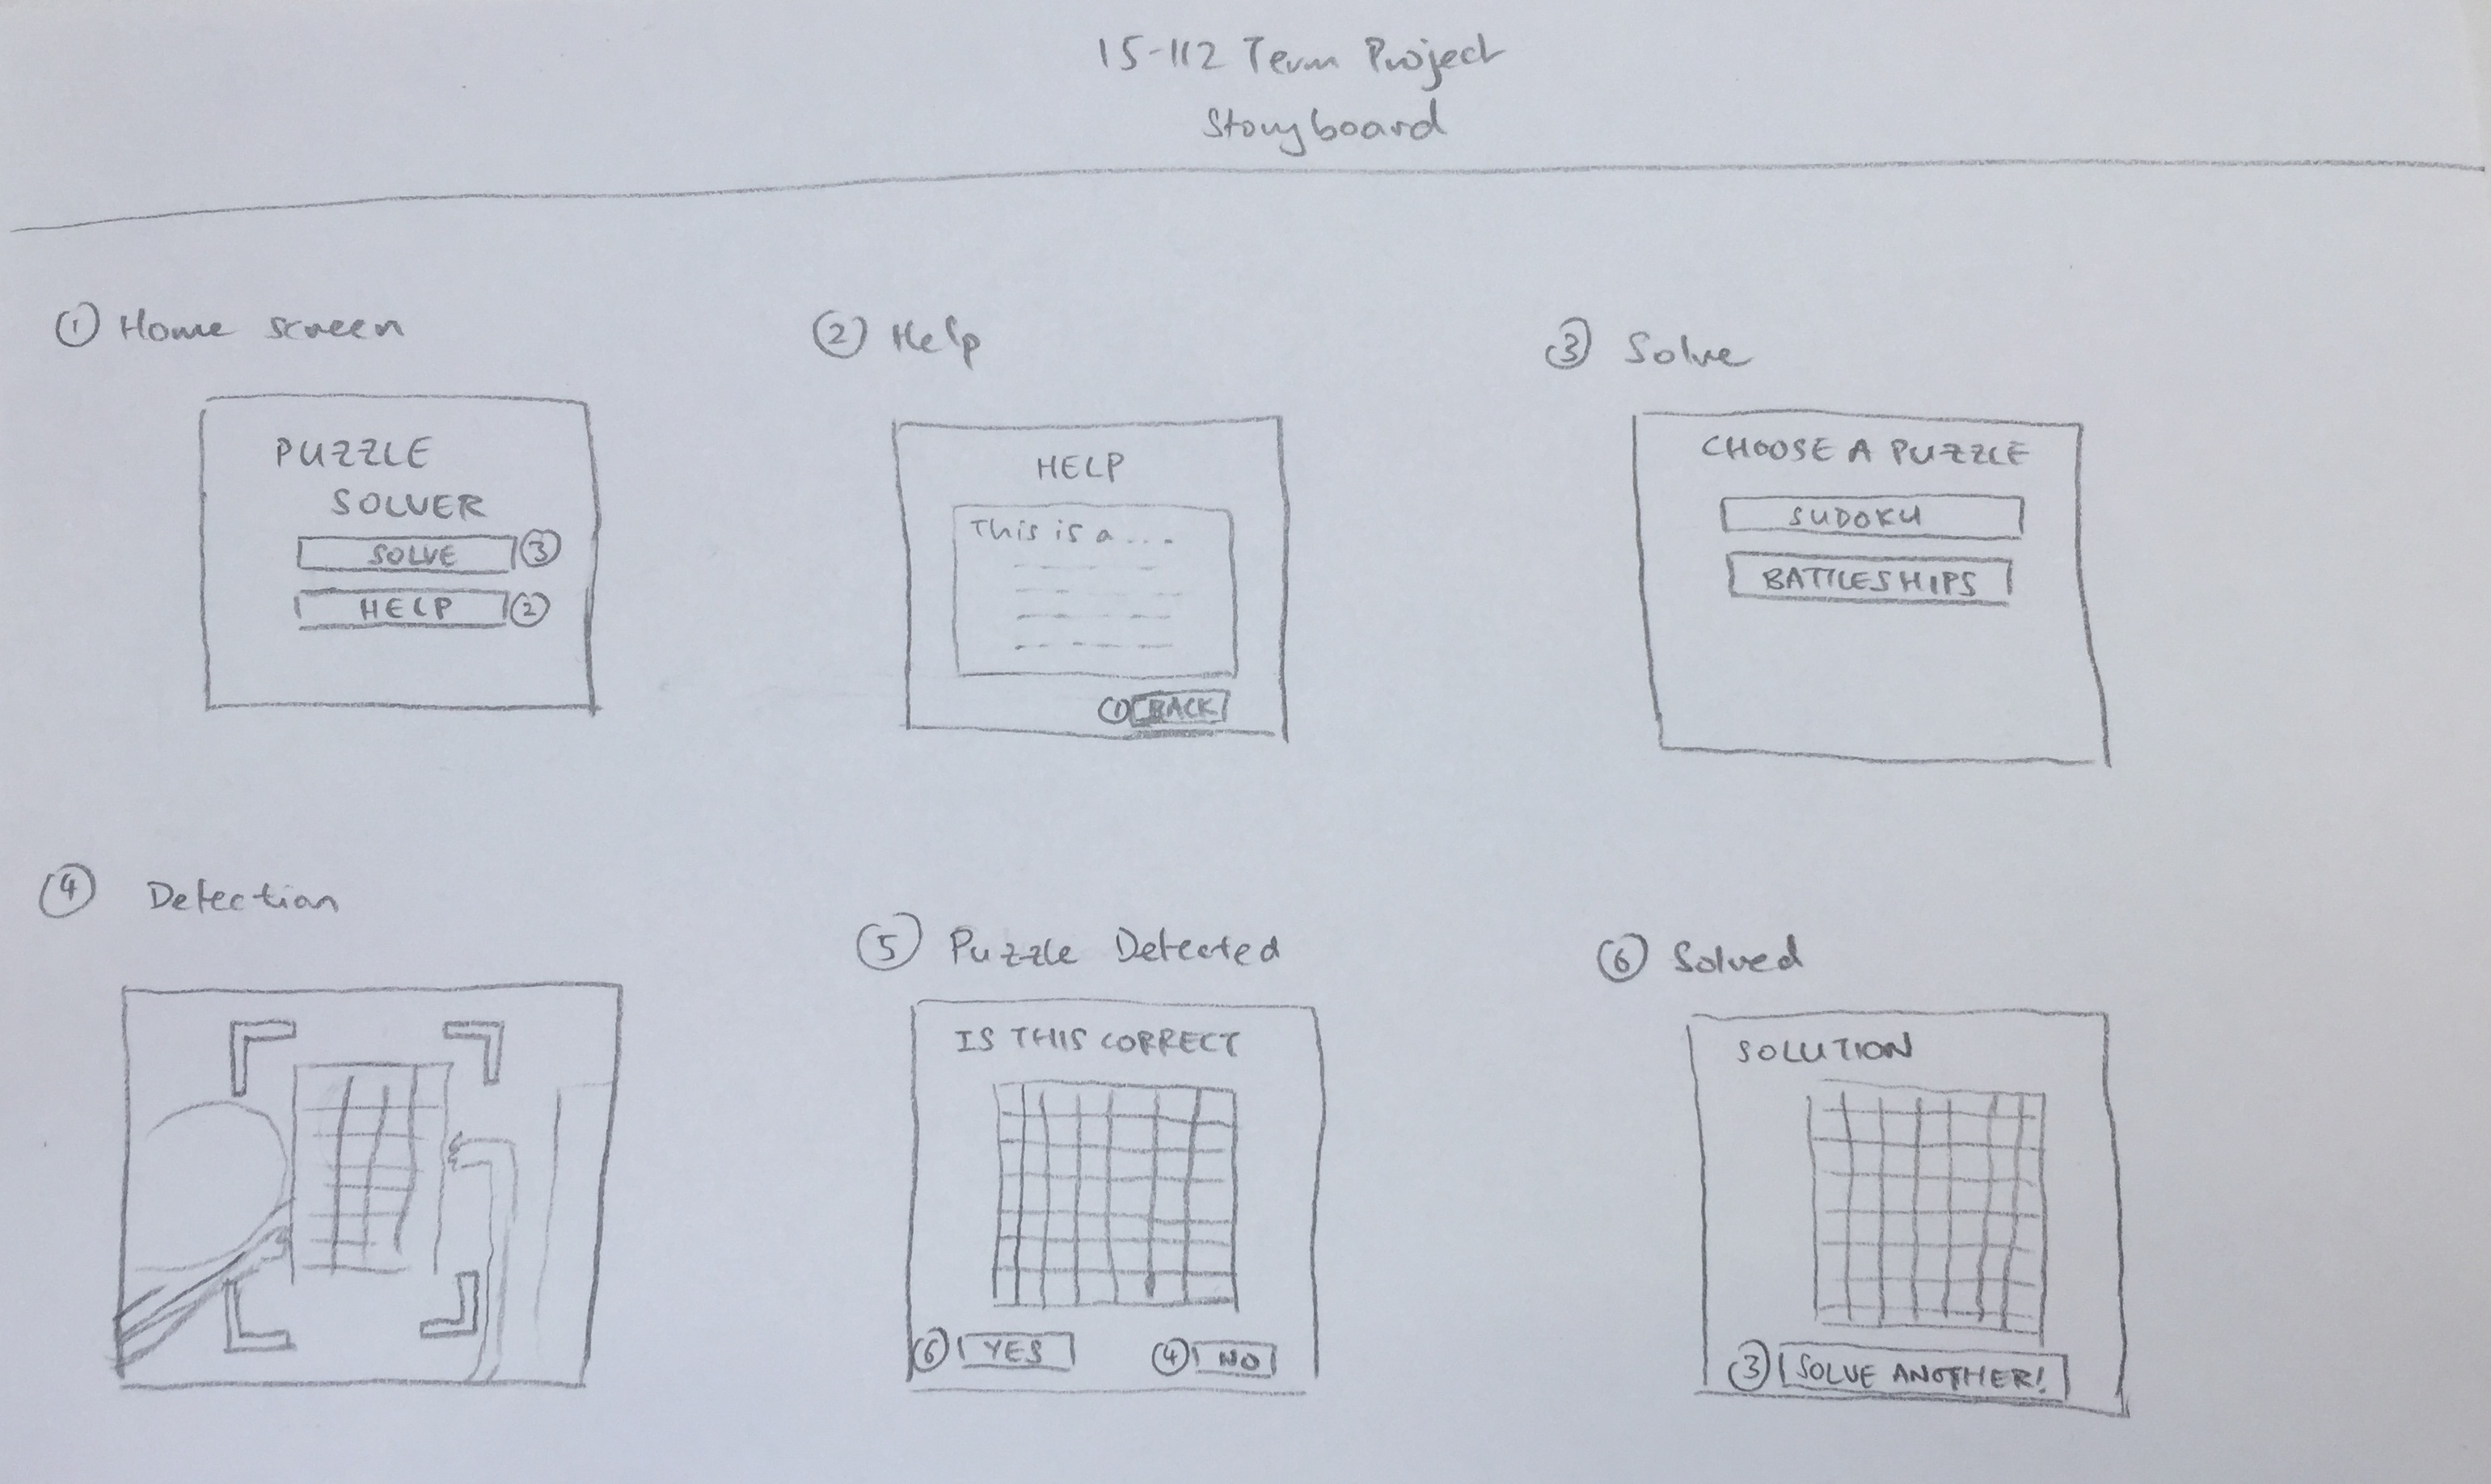 15-112 Term Project
Storyboard
① Home screen
PUZZLE
SOLVER
SOLVE ③
HELP ②
② Help
HELP
This is a ...
① BACK
③ Solve
CHOOSE A PUZZLE
SUDOKU
BATTLESHIPS
④ Detection
⑤ Puzzle Detected
IS THIS CORRECT
⑥ YES ④ NO
⑥ Solved
SOLUTION
③ SOLVE ANOTHER!